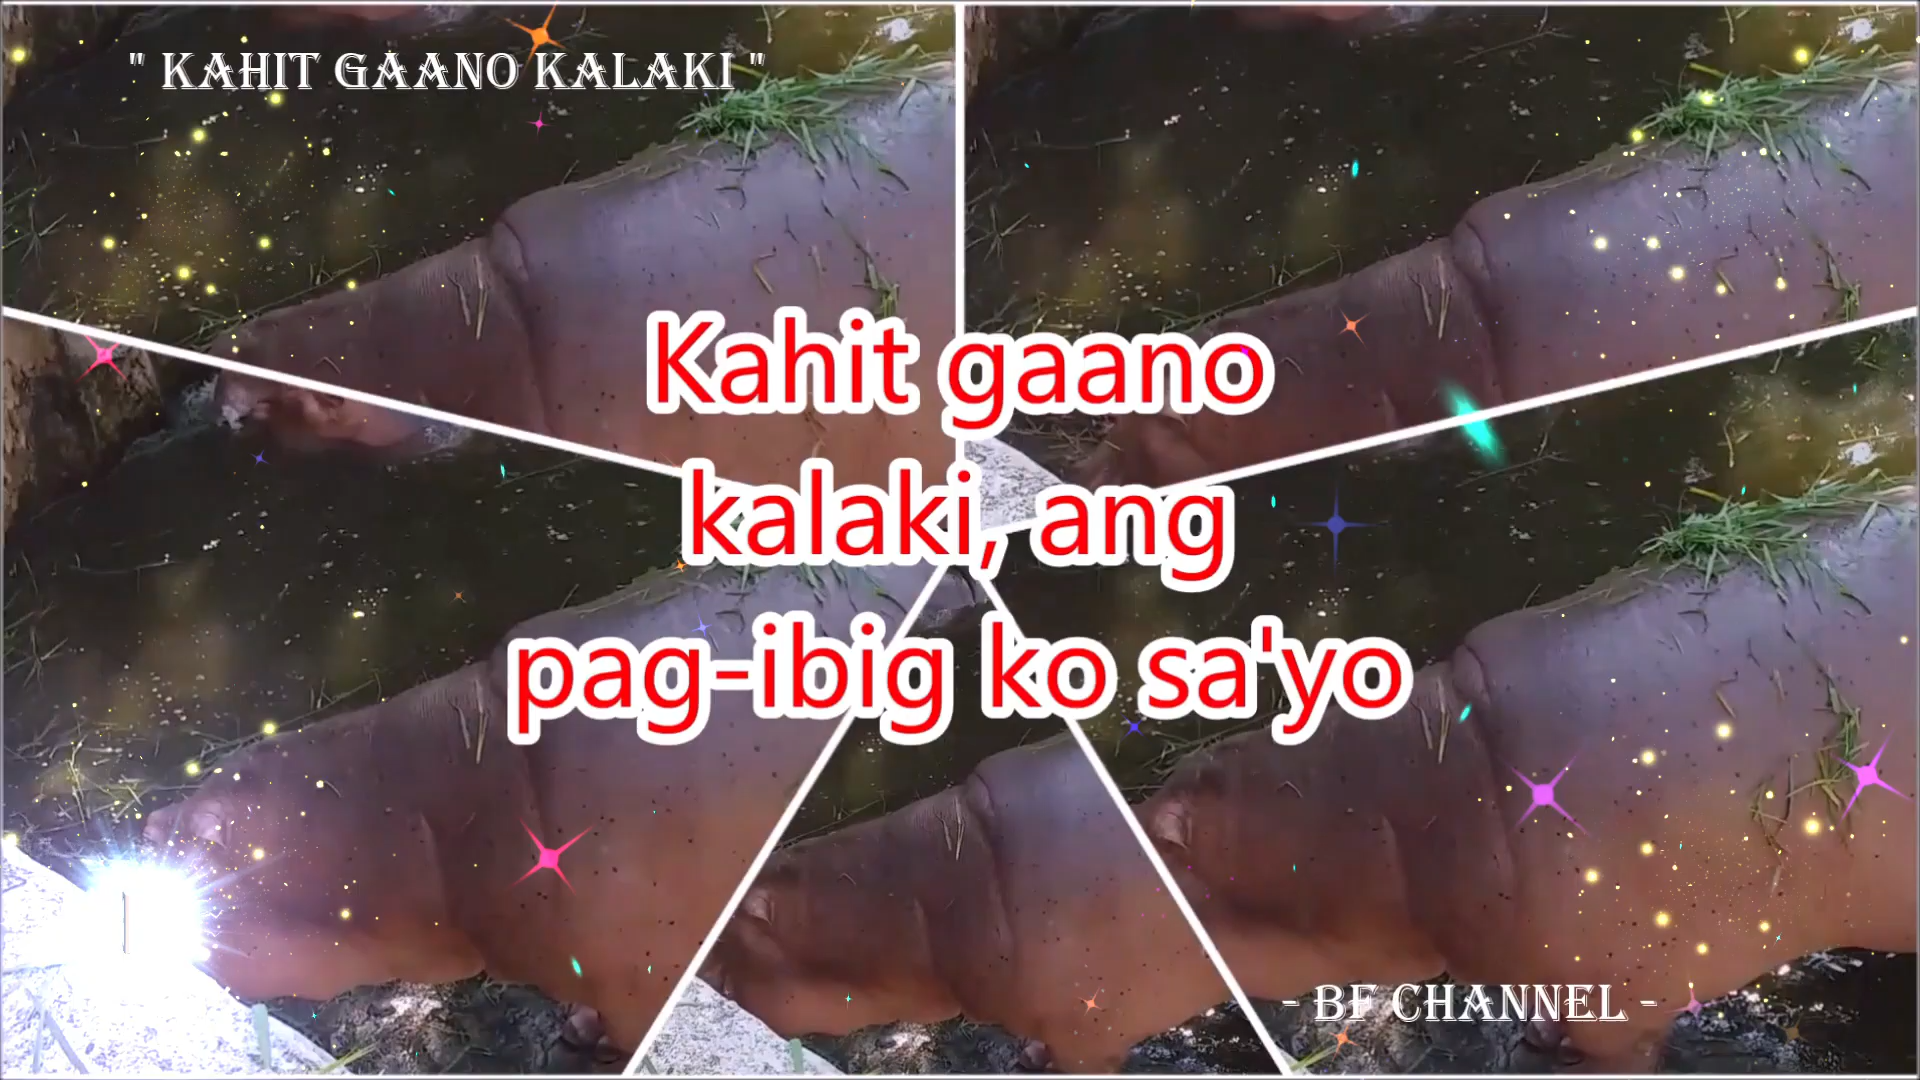 " KAHIT GAANO KALAKI "
Kahit gaano
kalaki, ang
pag-ibig ko sa'yo
- BF CHANNEL -